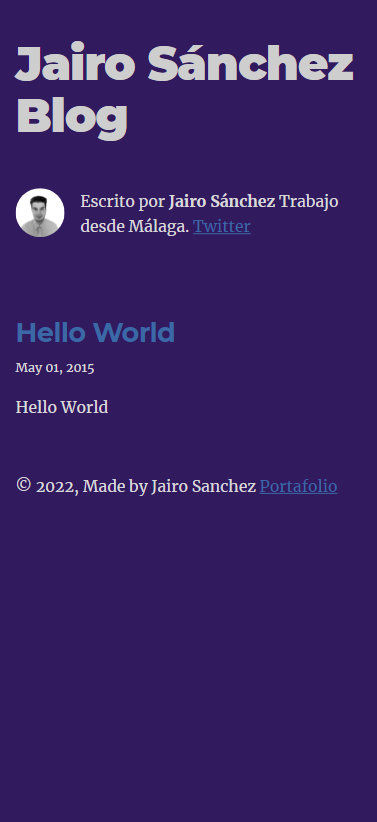 Jairo Sánchez
Blog
Escrito por Jairo Sánchez Trabajo
desde Málaga. Twitter
Hello World
May 01, 2015
Hello World
© 2022, Made by Jairo Sanchez Portafolio